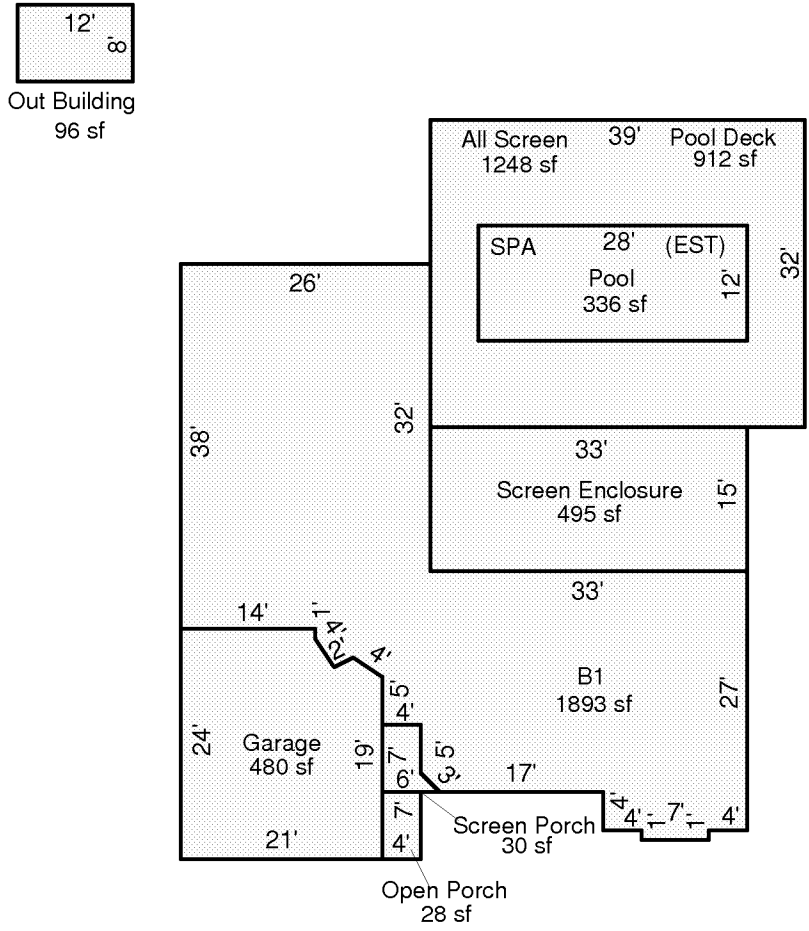 12'
8'
Out Building
96 sf
All Screen
1248 sf
39'
Pool Deck
912 sf
32'
SPA
28'
(EST)
Pool
336 sf
12'
26'
38'
32'
33'
Screen Enclosure
495 sf
15'
33'
14'
1'
4'
2'
4'
B1
1893 sf
27'
5'
4'
24'
Garage
480 sf
19'
7'
5'
6'
3'
17'
4'
4'
1'
7'
1'
4'
7'
4'
Screen Porch
30 sf
21'
Open Porch
28 sf